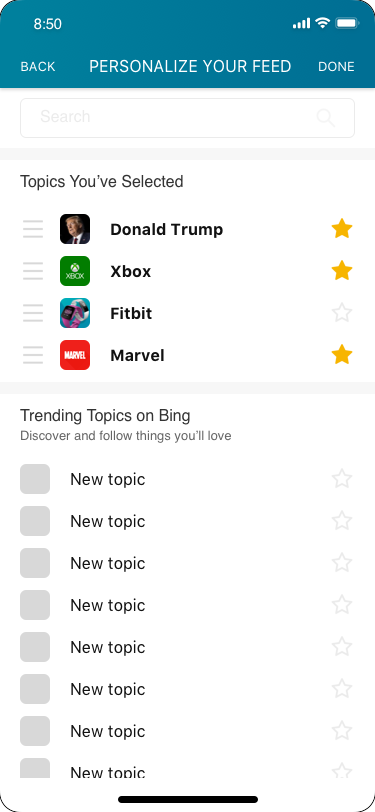 8:50
BACK PERSONALIZE YOUR FEED DONE
Search
Topics You’ve Selected
Donald Trump
XBOX
Xbox
Fitbit
MARVEL
Marvel
Trending Topics on Bing
Discover and follow things you’ll love
New topic
New topic
New topic
New topic
New topic
New topic
New topic
New topic